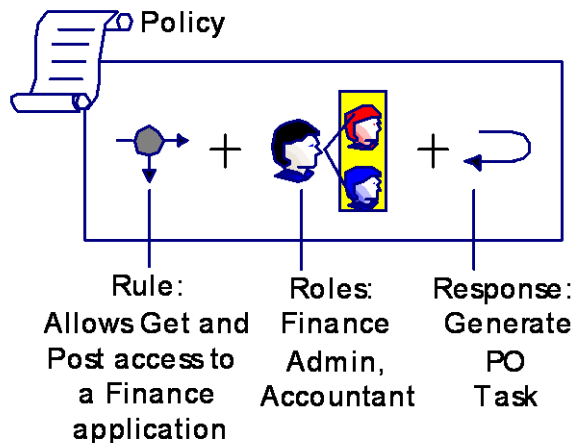 Policy
Rule:
Allows Get and
Post access to
a Finance
application
Roles:
Finance
Admin,
Accountant
Response:
Generate
PO
Task